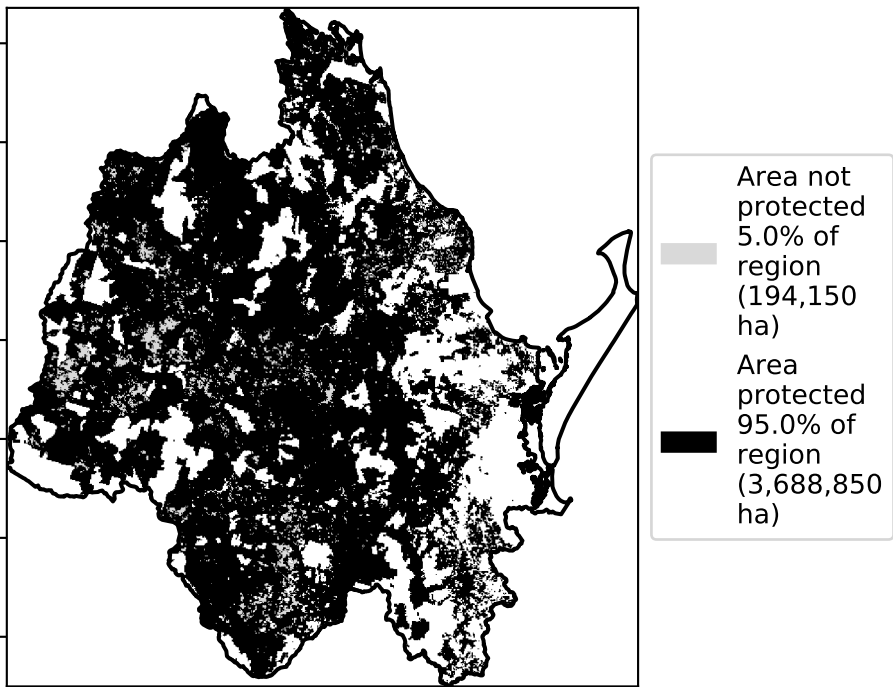 Area not
protected
5.0% of
region
(194,150
ha)
Area
protected
95.0% of
region
(3,688,850
ha)